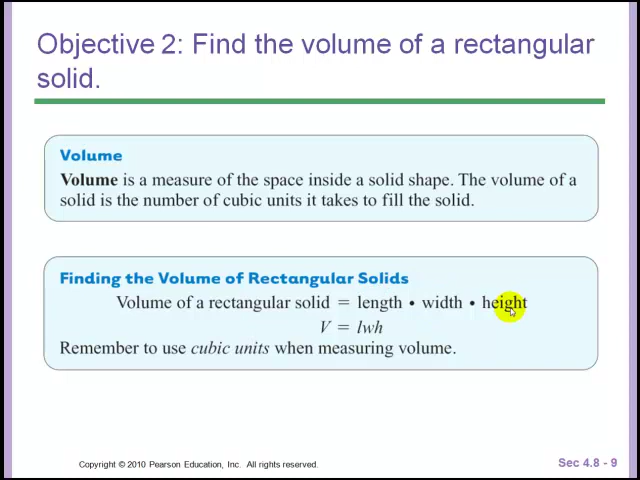 Objective 2: Find the volume of a rectangular
solid.
Volume
Volume is a measure of the space inside a solid shape. The volume of a
solid is the number of cubic units it takes to fill the solid.
Finding the Volume of Rectangular Solids
Volume of a rectangular solid = length • width • height
V = lwh
Remember to use cubic units when measuring volume.
Copyright © 2010 Pearson Education, Inc. All rights reserved.
Sec 4.8 - 9